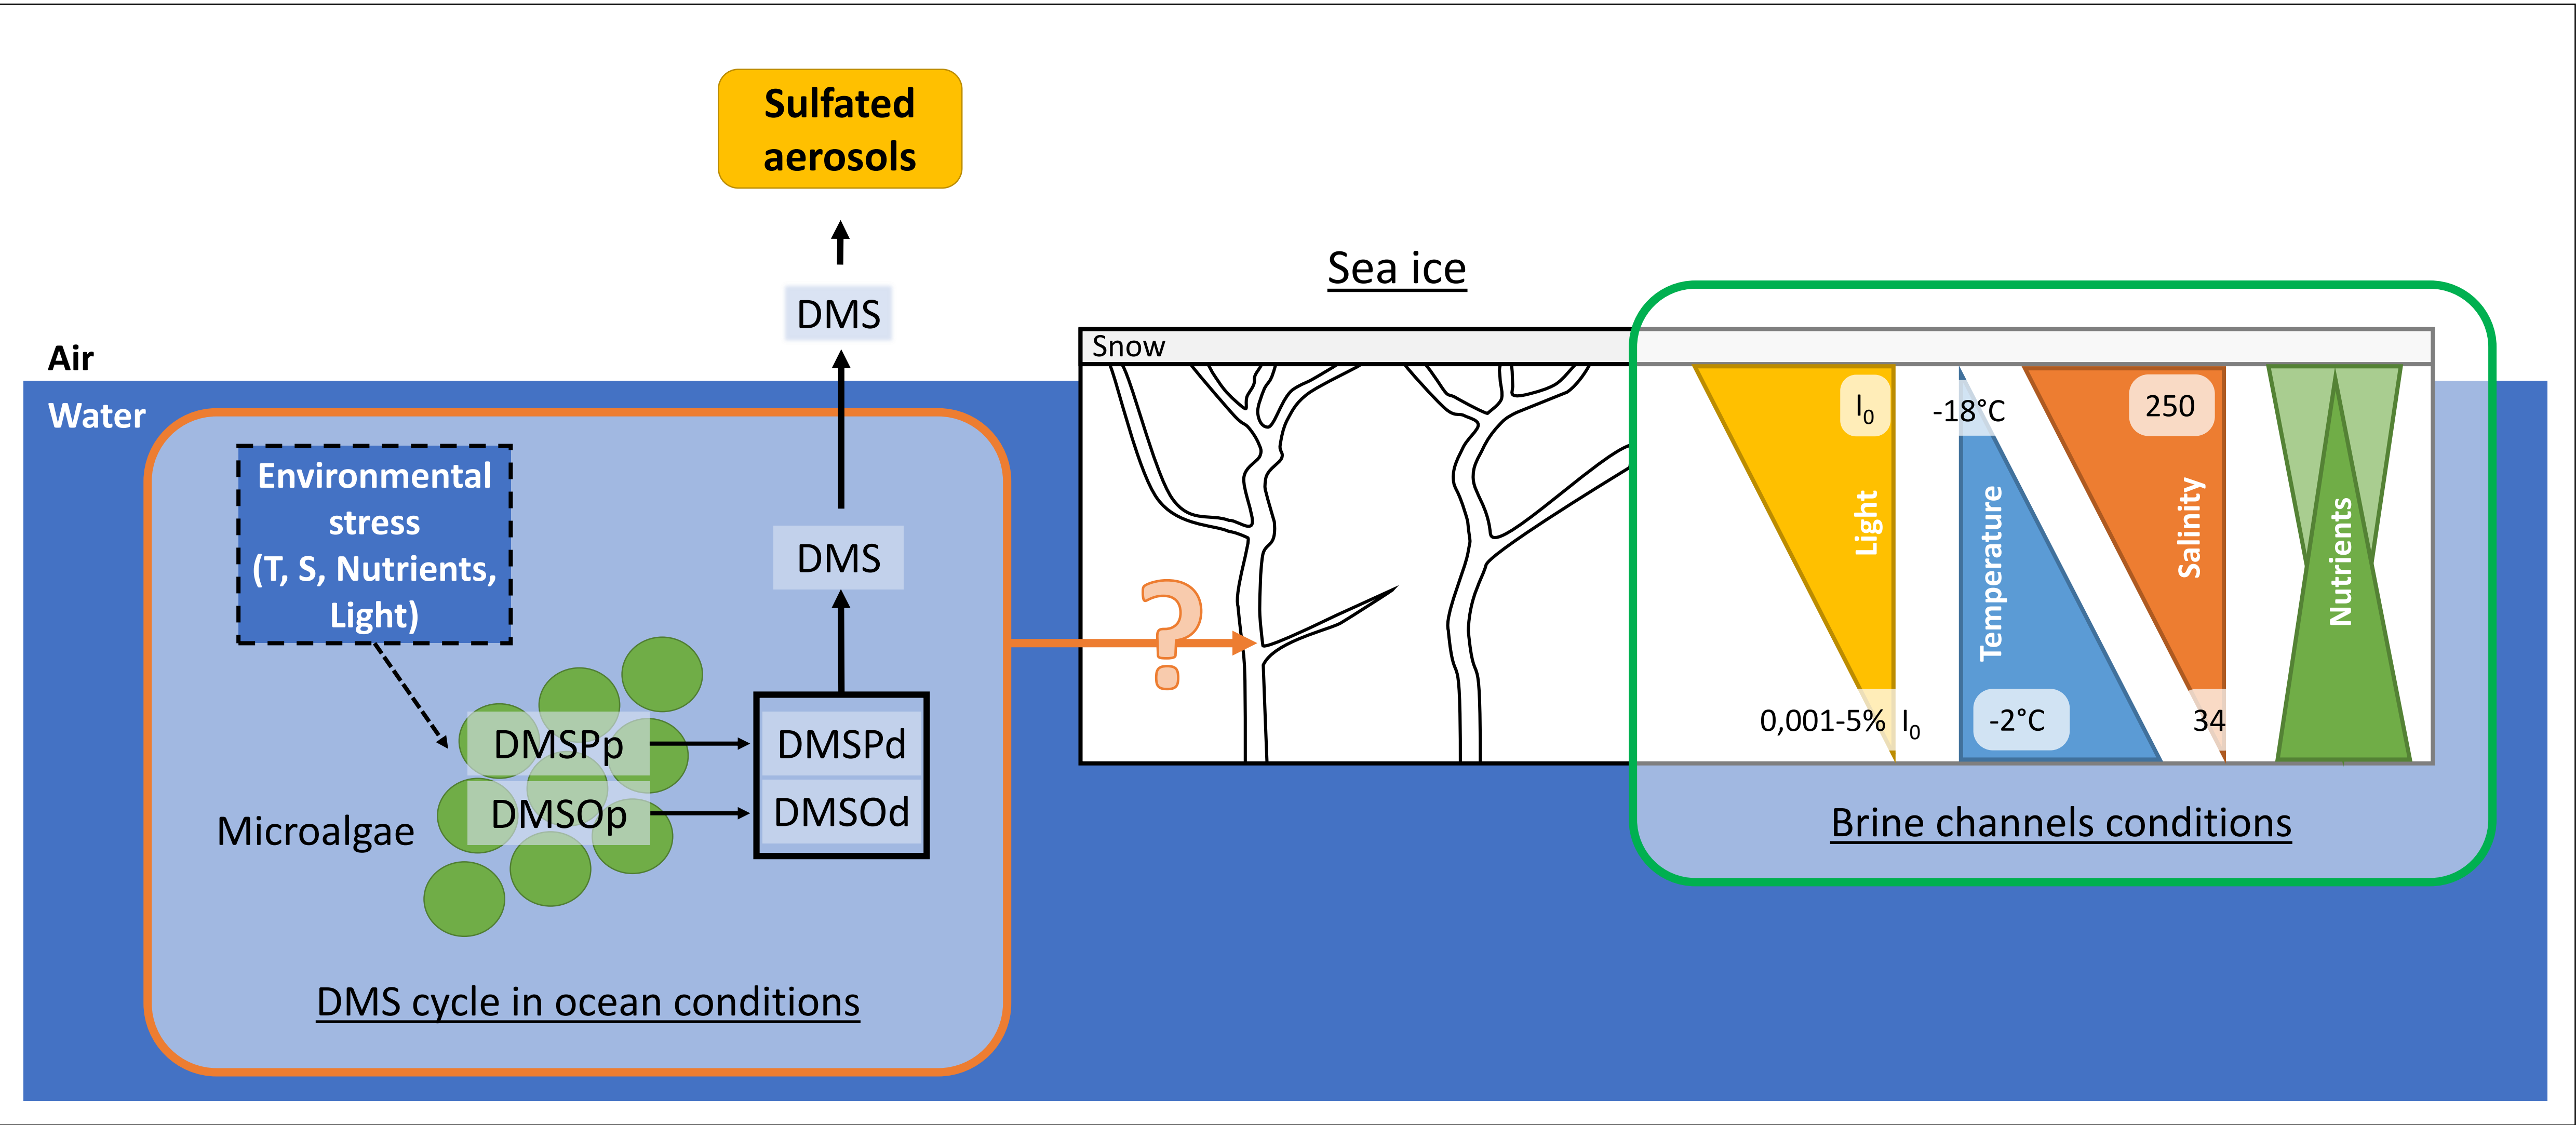 Sulfated
aerosols
DMS
Air
Water
Environmental
stress
(T, S, Nutrients,
Light)
DMS
DMSPp
DMSPd
DMSOp
DMSOd
Microalgae
DMS cycle in ocean conditions
Sea ice
Snow
?
I₀
-18°C
250
Light
Temperature
Salinity
Nutrients
0,001-5% I₀
-2°C
34
Brine channels conditions